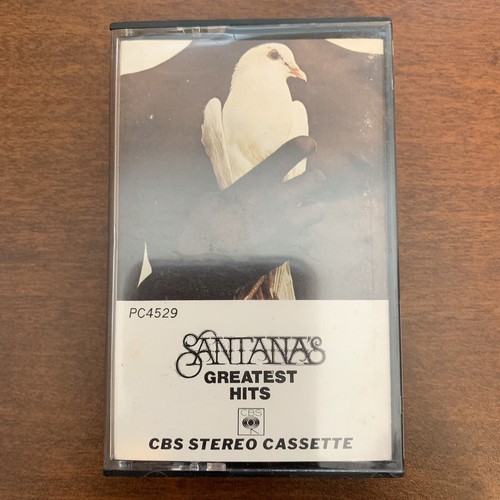 PC4529
SANTANA'S
GREATEST
HITS
CBS
CBS STEREO CASSETTE